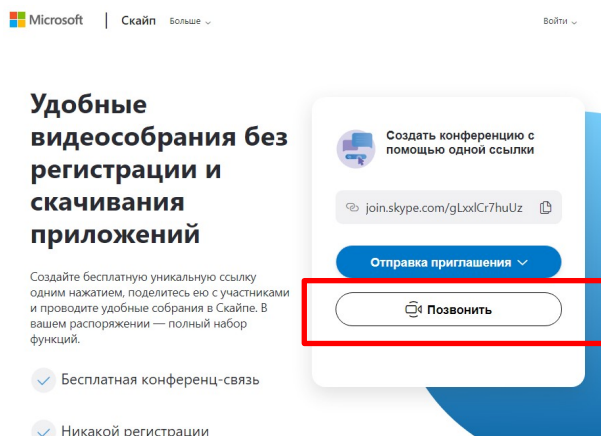 Microsoft
Скайп
Больше
Войти
Удобные
видеособрания без
регистрации и
скачивания
приложений
Создайте бесплатную уникальную ссылку
одним нажатием, поделитесь ею с участниками
и проводите удобные собрания в Скайпе. В
вашем распоряжении — полный набор
функций.
Бесплатная конференц-связь
Никакой регистрации
Создать конференцию с
помощью одной ссылки
join.skype.com/gLxxlCr7huUz
Отправка приглашения
Позвонить